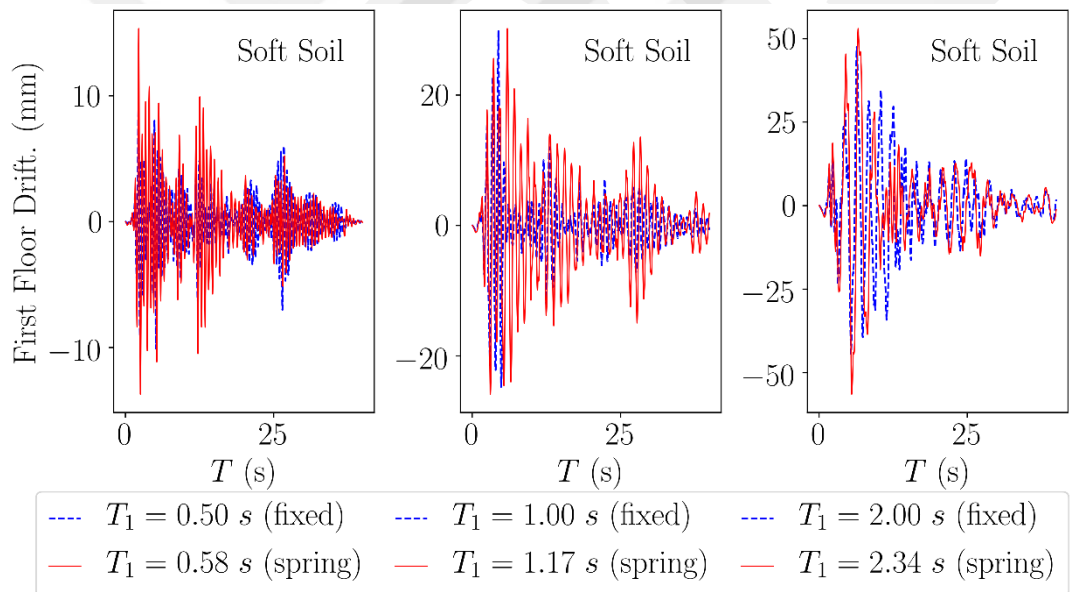 First Floor Drift. (mm)
Soft Soil
10
0
−10
0
25
T (s)
Soft Soil
20
0
−20
0
25
T (s)
Soft Soil
50
25
0
−25
−50
0
25
T (s)
T₁ = 0.50 s (fixed)
T₁ = 0.58 s (spring)
T₁ = 1.00 s (fixed)
T₁ = 1.17 s (spring)
T₁ = 2.00 s (fixed)
T₁ = 2.34 s (spring)